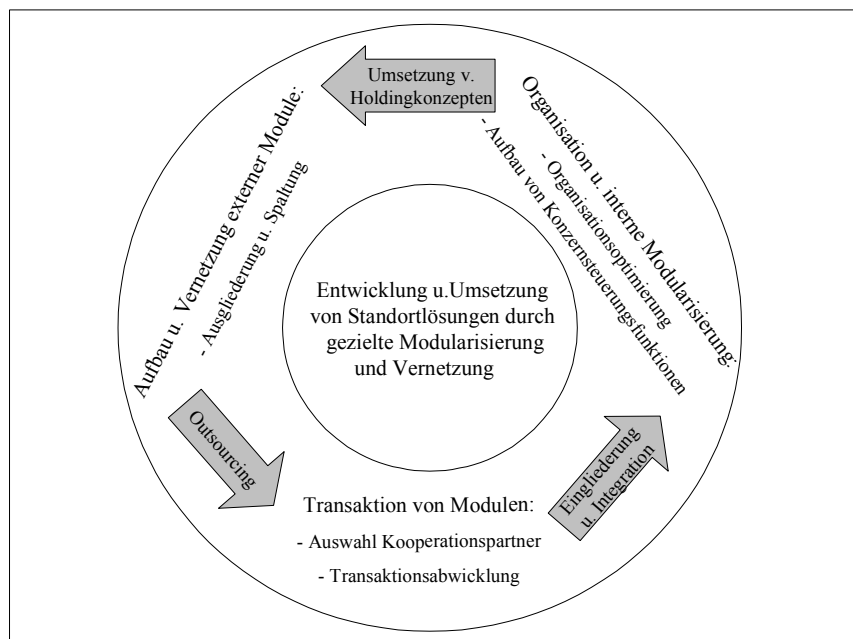 Umsetzung v.
Holdingkonzepten
Organisation u. interne Modularisierung:
- Organisationsoptimierung
- Aufbau von Konzernsteuerungsfunktionen
Aufbau u. Vernetzung externer Module:
- Ausgliederung u. Spaltung
Entwicklung u.Umsetzung
von Standortlösungen durch
gezielte Modularisierung
und Vernetzung
Outsourcing
Eingliederung
u. Integration
Transaktion von Modulen:
- Auswahl Kooperationspartner
- Transaktionsabwicklung